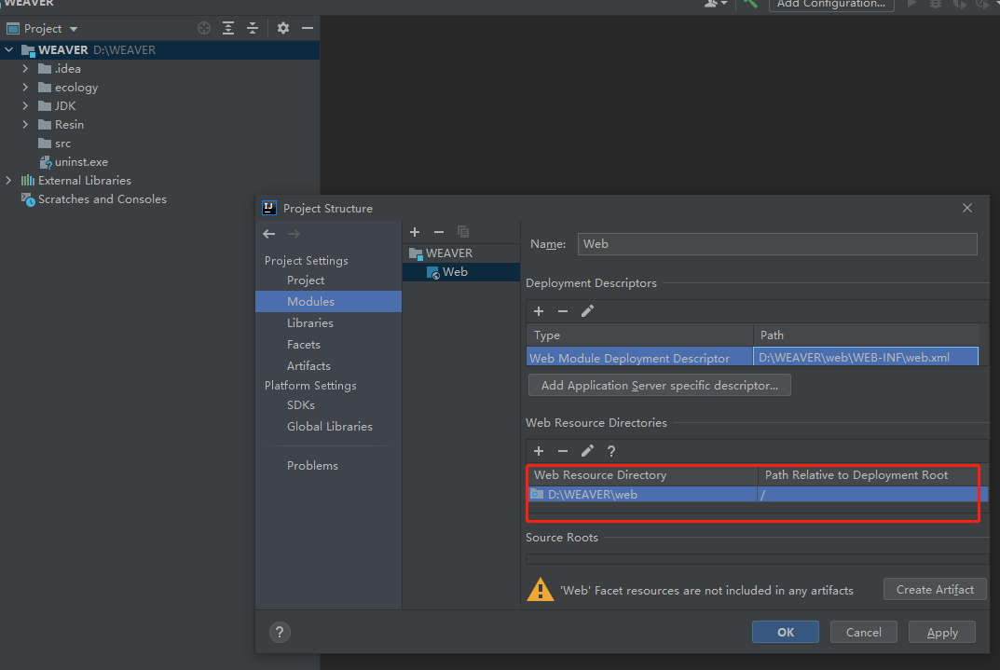 WEAVER
Add Configuration...
Project
WEAVER D:\WEAVER
.idea
ecology
JDK
Resin
src
uninst.exe
External Libraries
Scratches and Consoles
Project Structure
Project Settings
Project
Modules
Libraries
Facets
Artifacts
Platform Settings
SDKs
Global Libraries
Problems
WEAVER
Web
Name: Web
Deployment Descriptors
Type Path
Web Module Deployment Descriptor D:\WEAVER\web\WEB-INF\web.xml
Add Application Server specific descriptor...
Web Resource Directories
Web Resource Directory Path Relative to Deployment Root
D:\WEAVER\web /
Source Roots
'Web' Facet resources are not included in any artifacts Create Artifact
? OK Cancel Apply